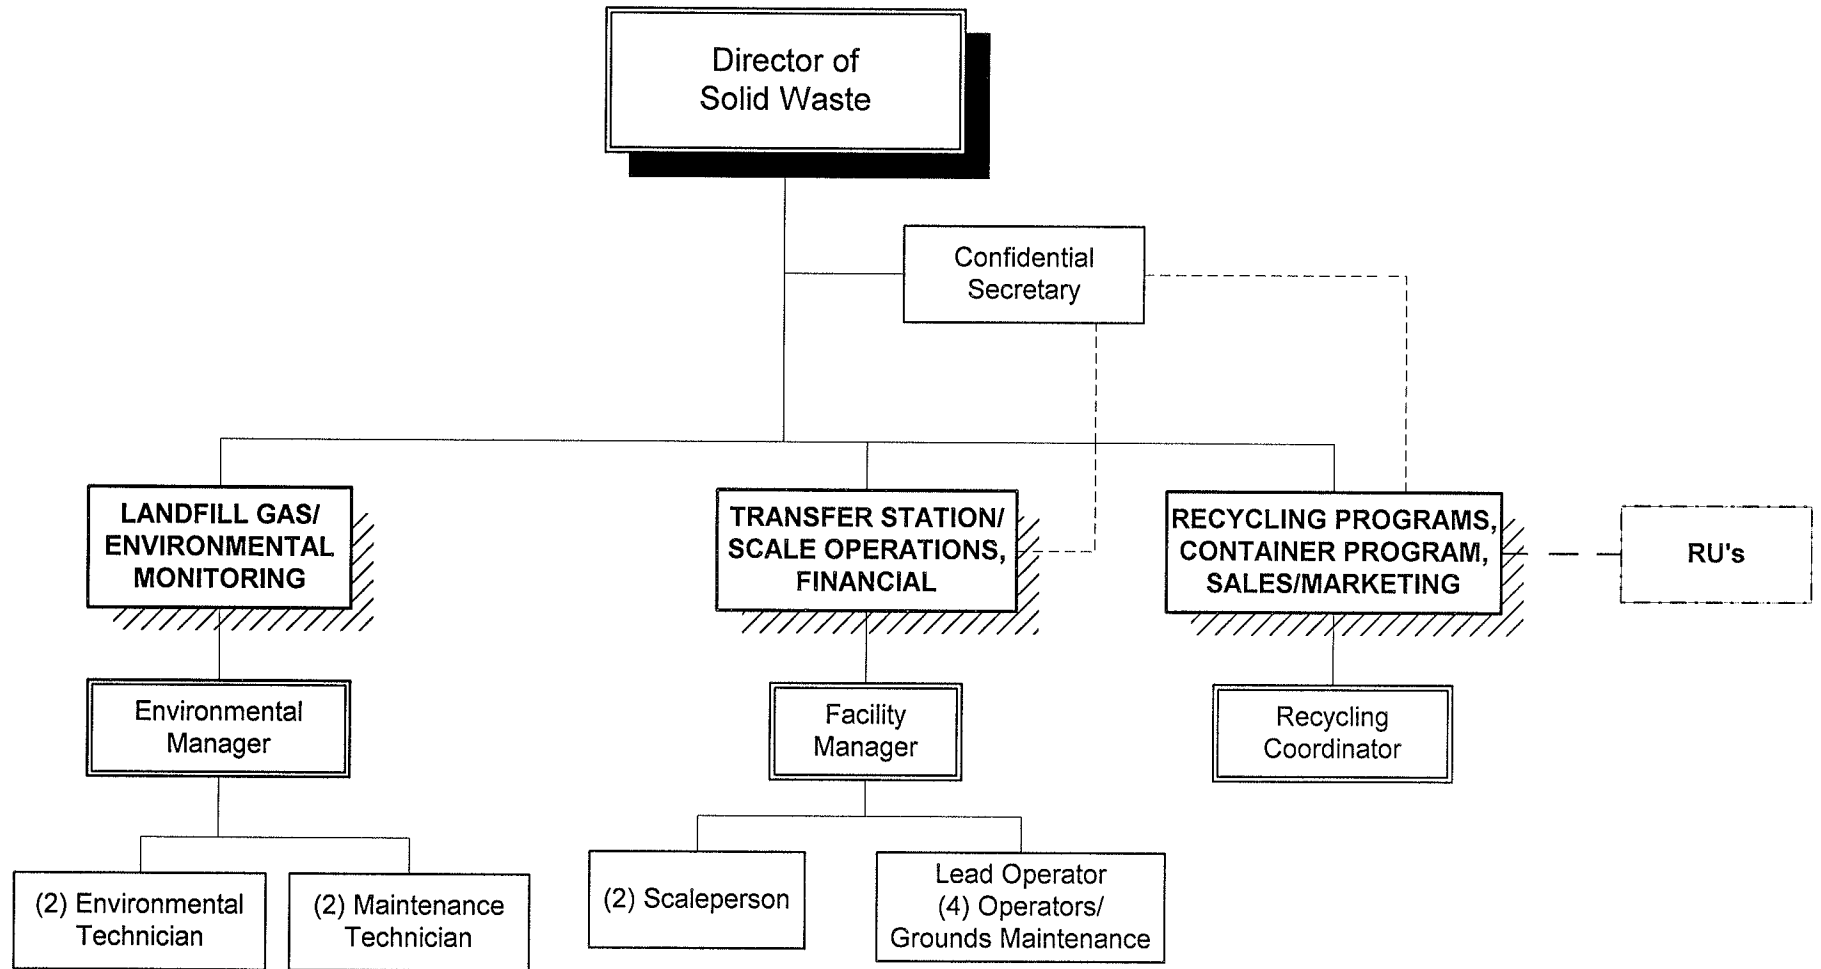 Director of
Solid Waste
Confidential
Secretary
LANDFILL GAS/
ENVIRONMENTAL
MONITORING
TRANSFER STATION/
SCALE OPERATIONS,
FINANCIAL
RECYCLING PROGRAMS,
CONTAINER PROGRAM,
SALES/MARKETING
RU's
Environmental
Manager
Facility
Manager
Recycling
Coordinator
(2) Environmental
Technician
(2) Maintenance
Technician
(2) Scaleperson
Lead Operator
(4) Operators/
Grounds Maintenance